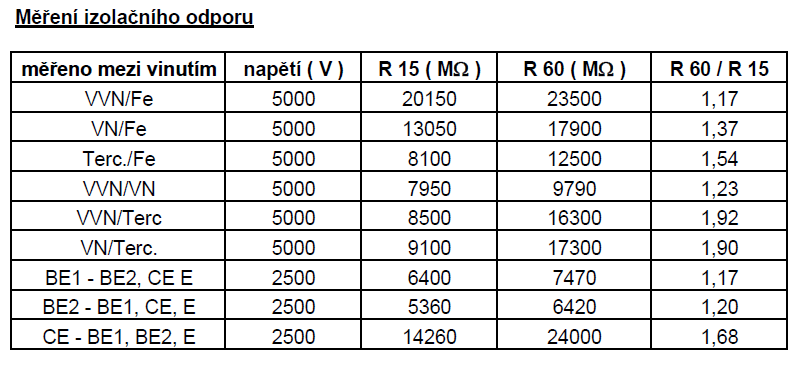 Měření izolačního odporu
měřeno mezi vinutím napětí ( V ) R 15 ( MΩ ) R 60 ( MΩ ) R 60 / R 15
VVN/Fe 5000 20150 23500 1,17
VN/Fe 5000 13050 17900 1,37
Terc./Fe 5000 8100 12500 1,54
VVN/VN 5000 7950 9790 1,23
VVN/Terc 5000 8500 16300 1,92
VN/Terc. 5000 9100 17300 1,90
BE1 - BE2, CE E 2500 6400 7470 1,17
BE2 - BE1, CE, E 2500 5360 6420 1,20
CE - BE1, BE2, E 2500 14260 24000 1,68